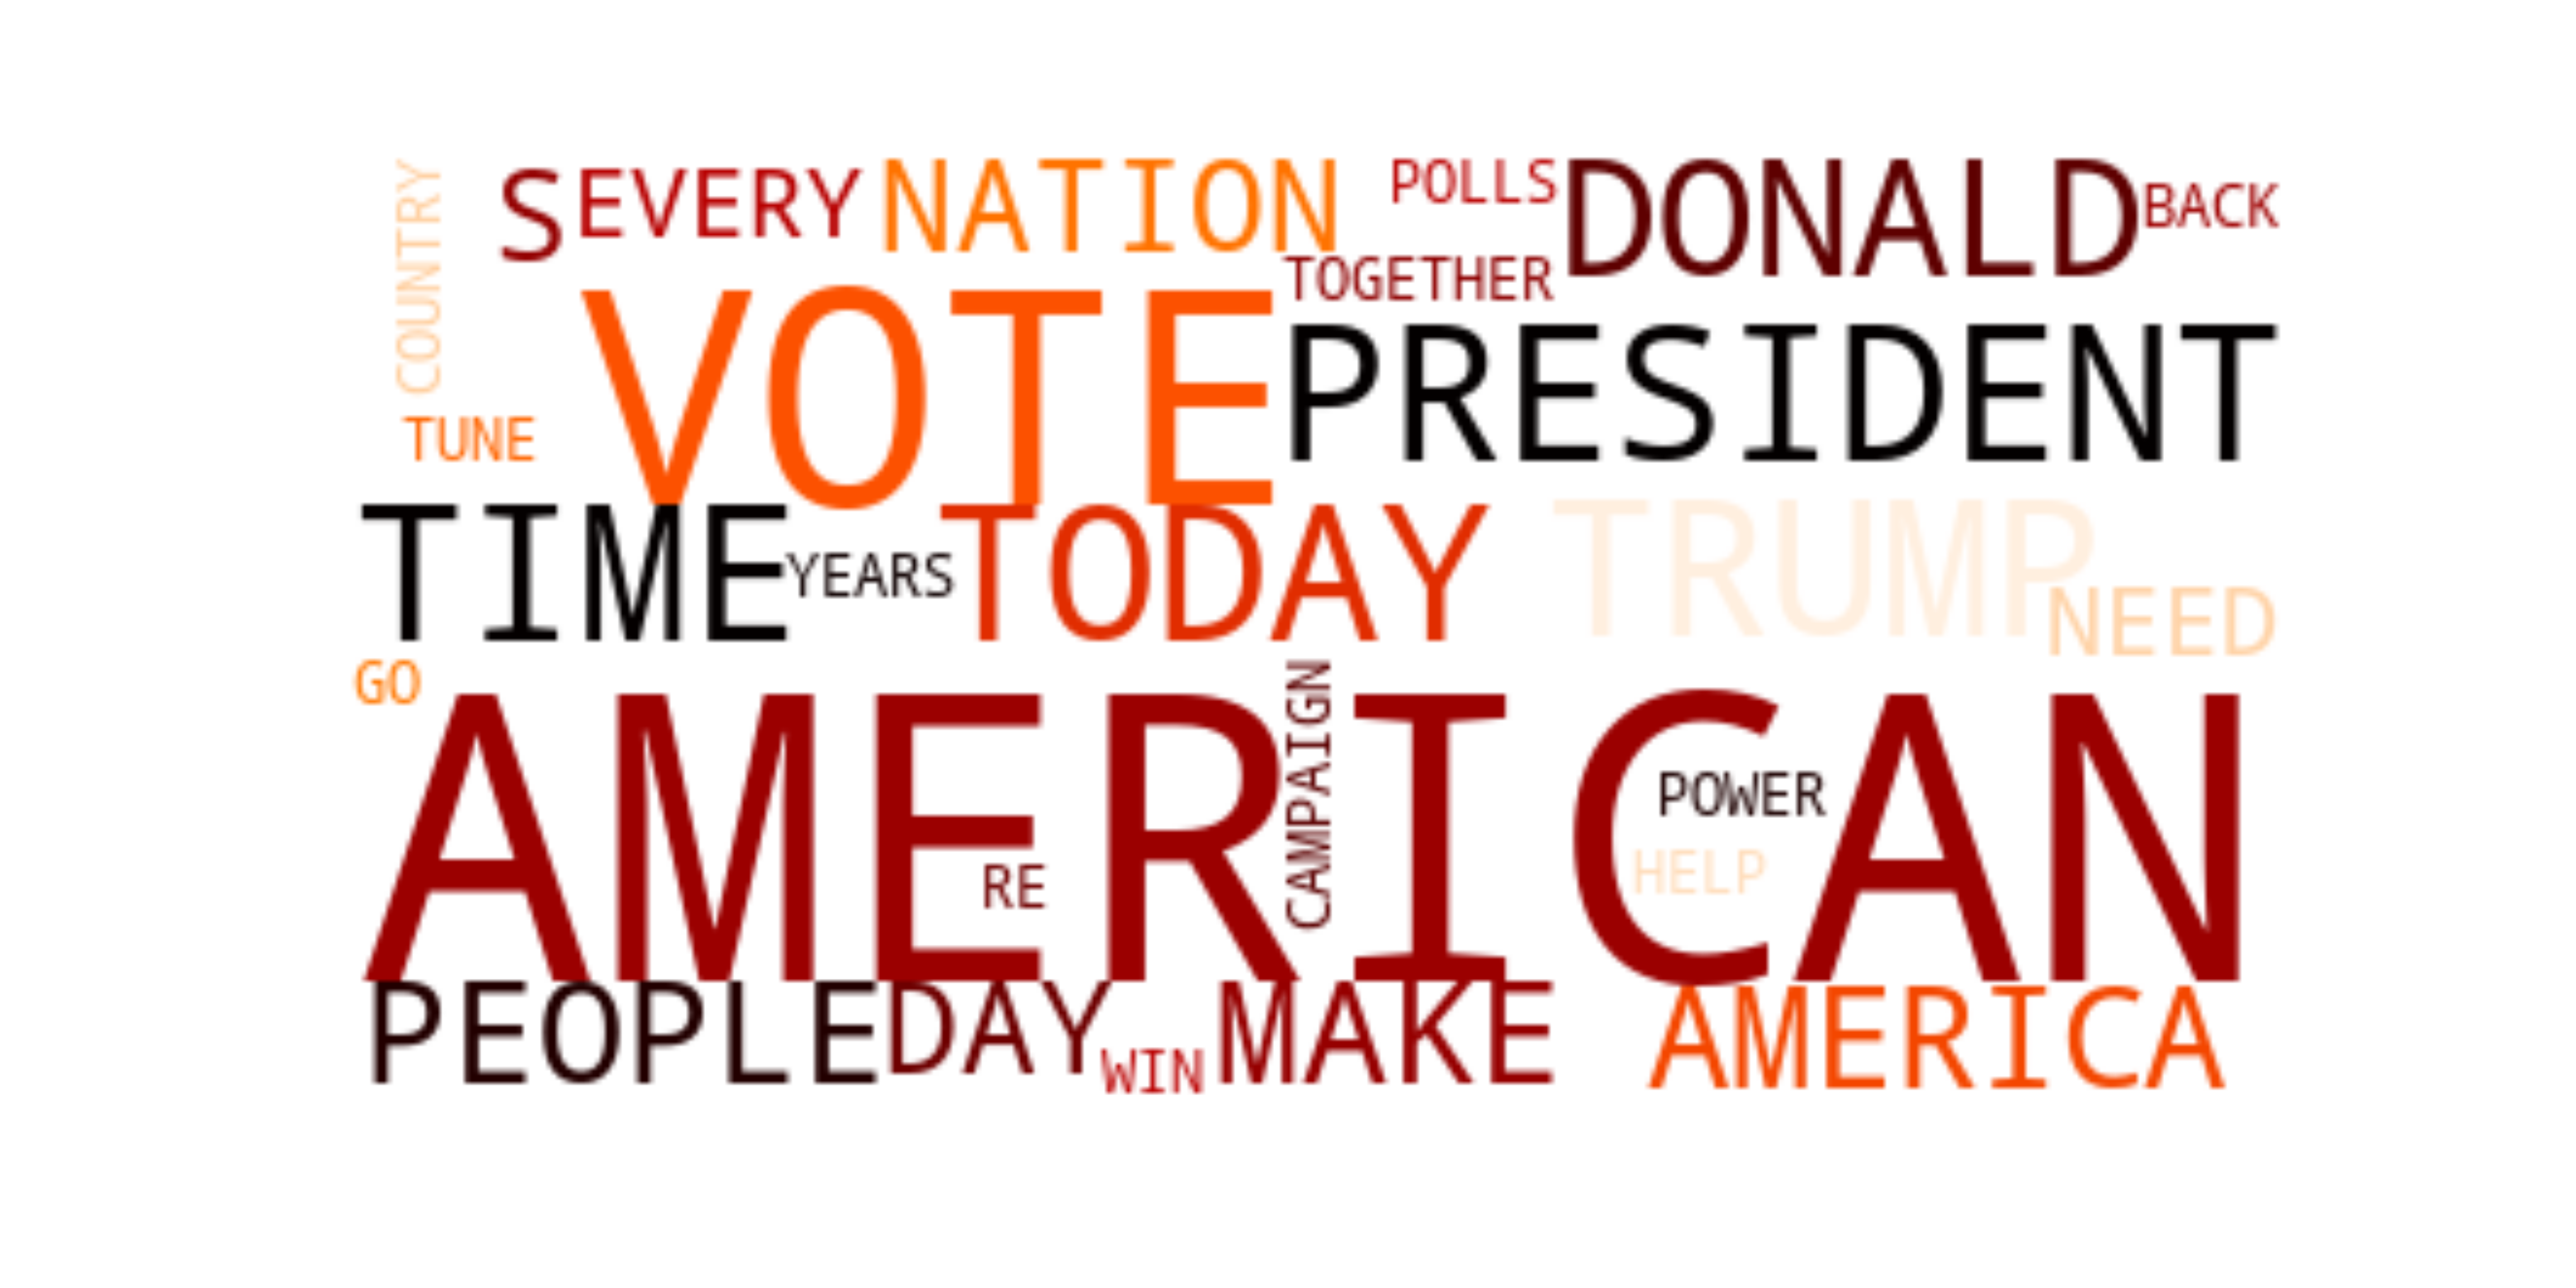 COUNTRY
S EVERY NATION POLLS DONALD BACK
TOGETHER
VOTE PRESIDENT
TUNE
TIME YEARS TODAY TRUMP NEED
GO
AMERICAN
CAMPAIGN
POWER
HELP
RE
PEOPLE DAY WIN MAKE AMERICA